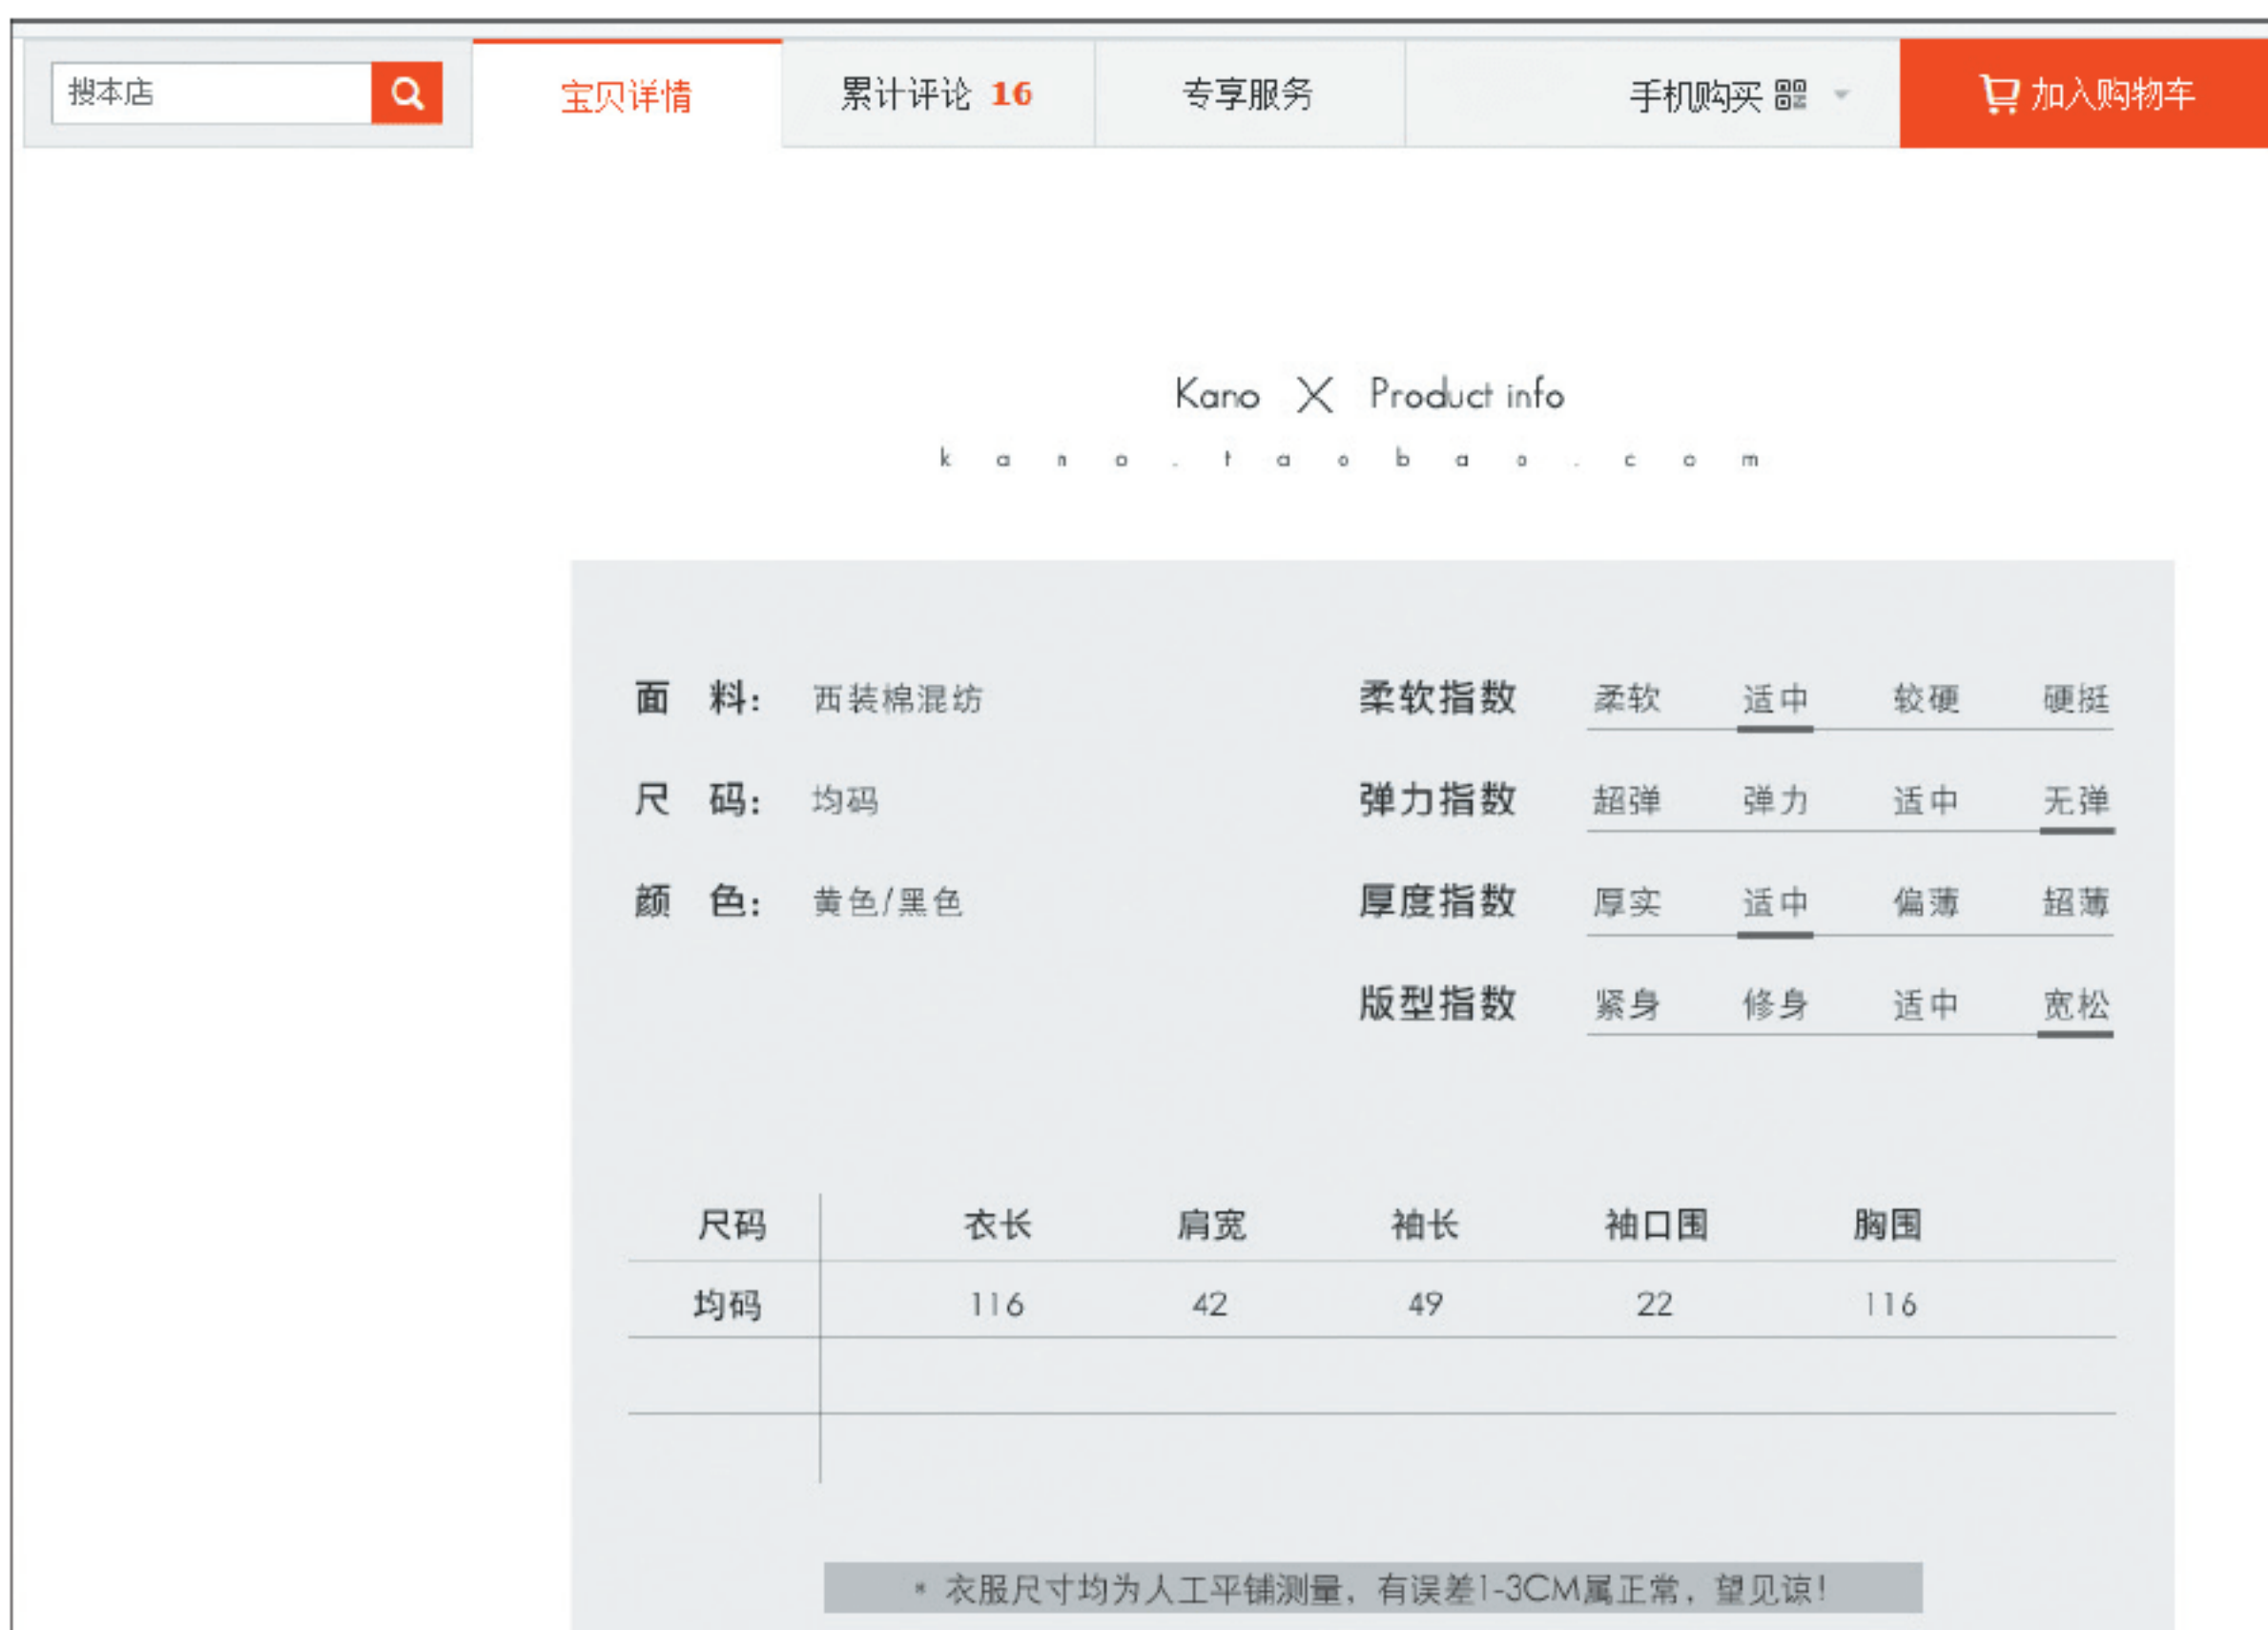 搜本店 宝贝详情 累计评论 16 专享服务 手机购买 加入购物车
Kano X Product info
kano.taobao.com
面 料： 西装棉混纺 柔软指数 柔软 适中 较硬 硬挺
尺 码： 均码 弹力指数 超弹 弹力 适中 无弹
颜 色： 黄色/黑色 厚度指数 厚实 适中 偏薄 超薄
版型指数 紧身 修身 适中 宽松
尺码 衣长 肩宽 袖长 袖口围 胸围
均码 116 42 49 22 116
* 衣服尺寸均为人工平铺测量，有误差1-3CM属正常，望见谅！